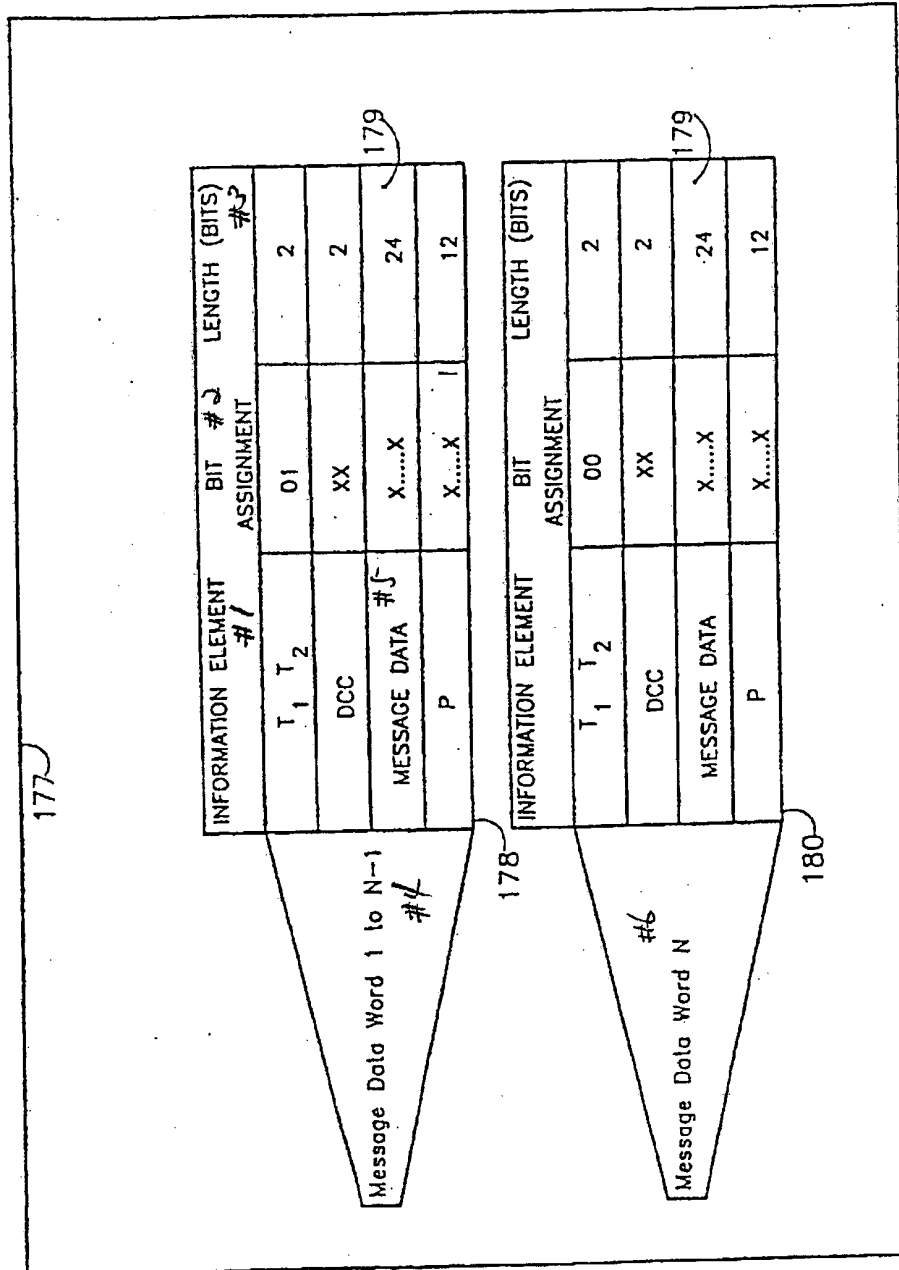 177
INFORMATION ELEMENT BIT ASSIGNMENT LENGTH (BITS)
#1 #2 #3
T1 T2 01 2
DCC XX 2
MESSAGE DATA #5 X.....X 24 179
P X.....X 12
Message Data Word 1 to N-1
#4
178
INFORMATION ELEMENT BIT ASSIGNMENT LENGTH (BITS)
T1 T2 00 2
DCC XX 2
MESSAGE DATA X.....X 24 179
P X.....X 12
#6
Message Data Word N
180